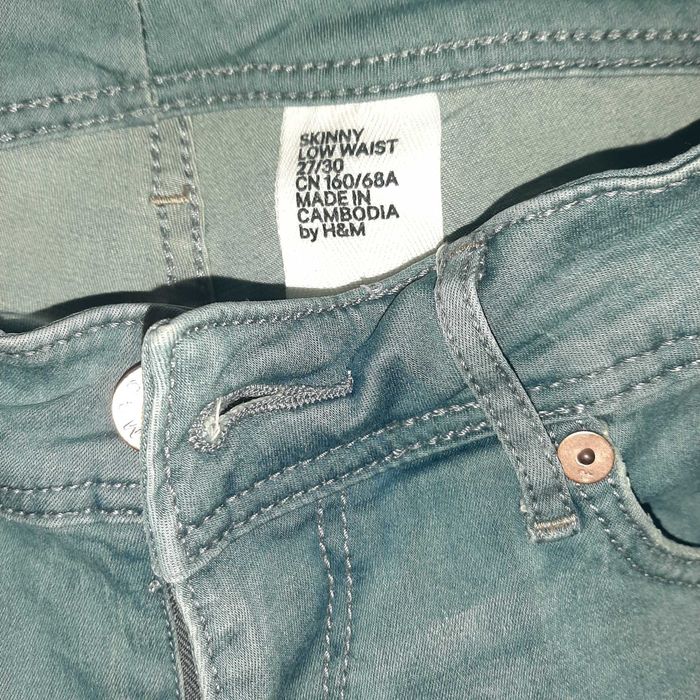 SKINNY
LOW WAIST
27/30
CN 160/68A
MADE IN
CAMBODIA
by H&M